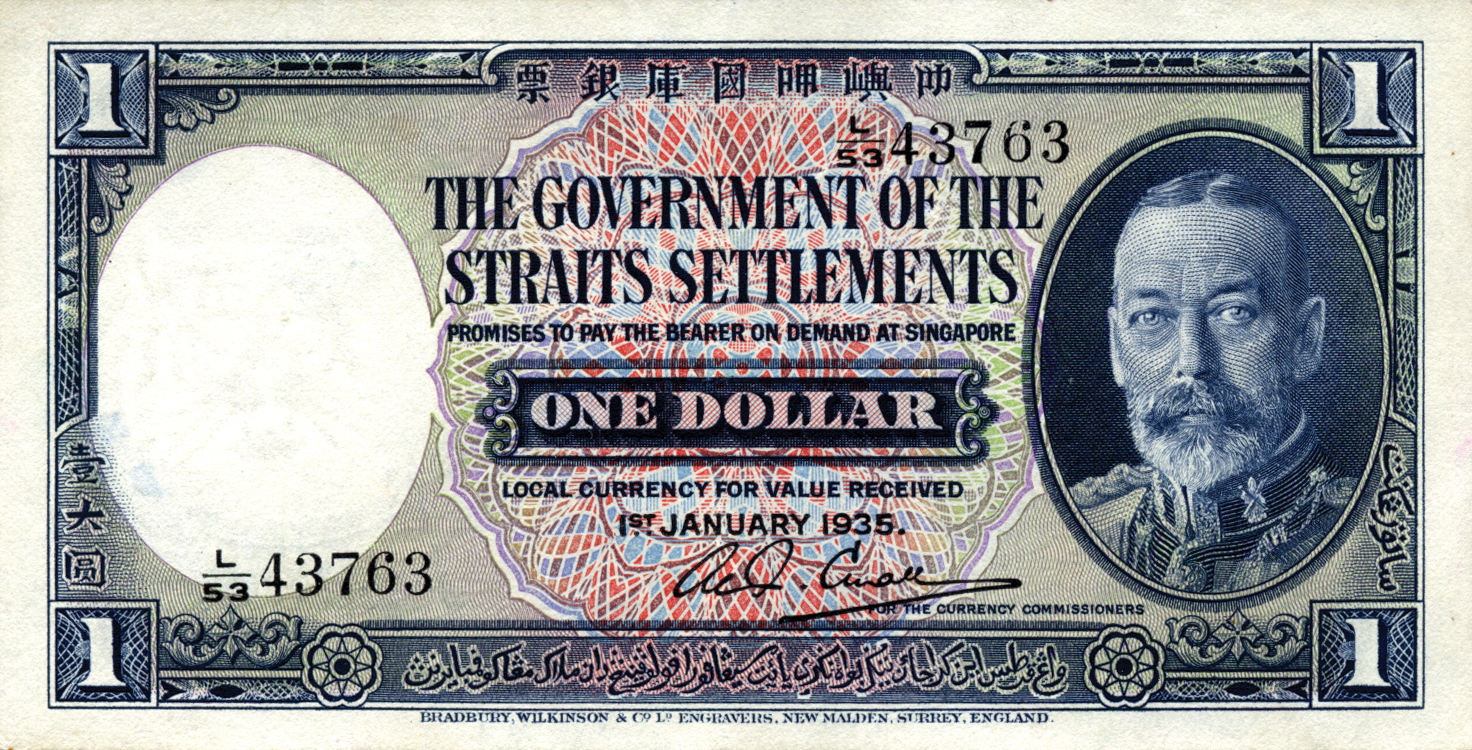 1
叻嶼呷國庫銀票
1
L/53 43763
THE GOVERNMENT OF THE
STRAITS SETTLEMENTS
PROMISES TO PAY THE BEARER ON DEMAND AT SINGAPORE
ONE DOLLAR
LOCAL CURRENCY FOR VALUE RECEIVED
1ST JANUARY 1935.
壹大圓
L/53 43763
FOR THE CURRENCY COMMISSIONERS
1
1
BRADBURY, WILKINSON & Co Ld ENGRAVERS, NEW MALDEN, SURREY, ENGLAND.